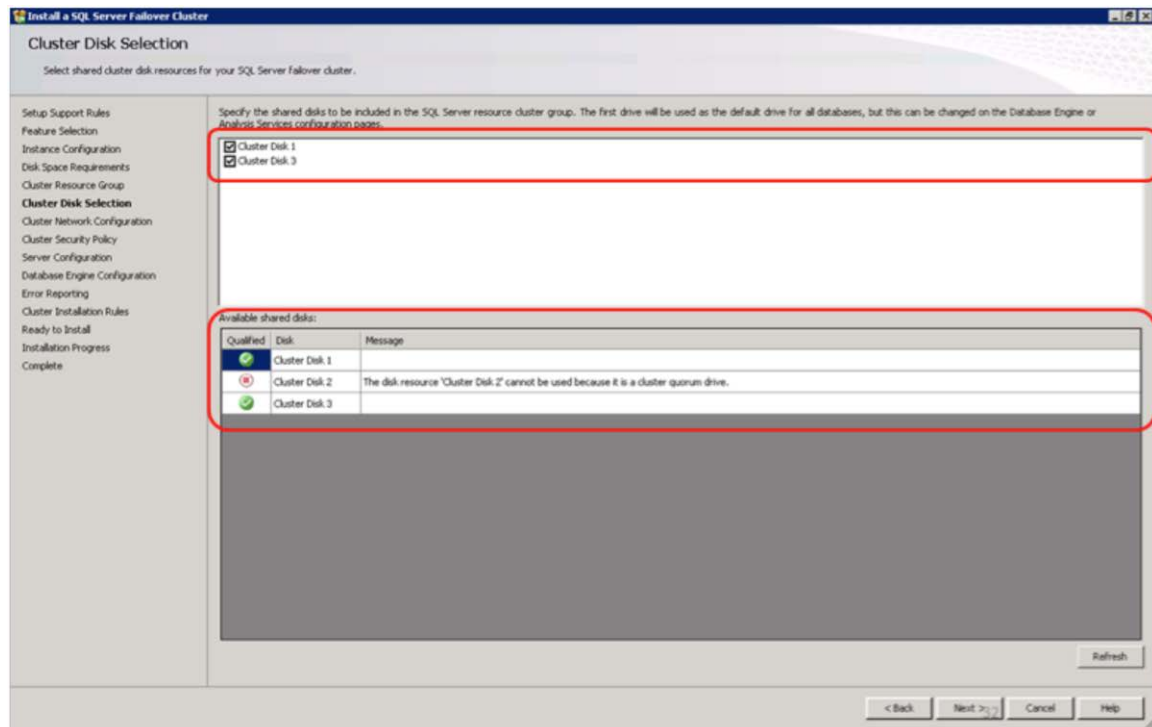 Install a SQL Server Failover Cluster
Cluster Disk Selection
Select shared cluster disk resources for your SQL Server failover cluster.
Setup Support Rules
Feature Selection
Instance Configuration
Disk Space Requirements
Cluster Resource Group
Cluster Disk Selection
Cluster Network Configuration
Cluster Security Policy
Server Configuration
Database Engine Configuration
Error Reporting
Cluster Installation Rules
Ready to Install
Installation Progress
Complete
Specify the shared disks to be included in the SQL Server resource cluster group. The first drive will be used as the default drive for all databases, but this can be changed on the Database Engine or
Analysis Services configuration pages.
Cluster Disk 1
Cluster Disk 3
Available shared disks:
Qualified Disk Message
Cluster Disk 1
Cluster Disk 2 The disk resource 'Cluster Disk 2' cannot be used because it is a cluster quorum drive.
Cluster Disk 3
Refresh
< Back Next > 32 Cancel Help